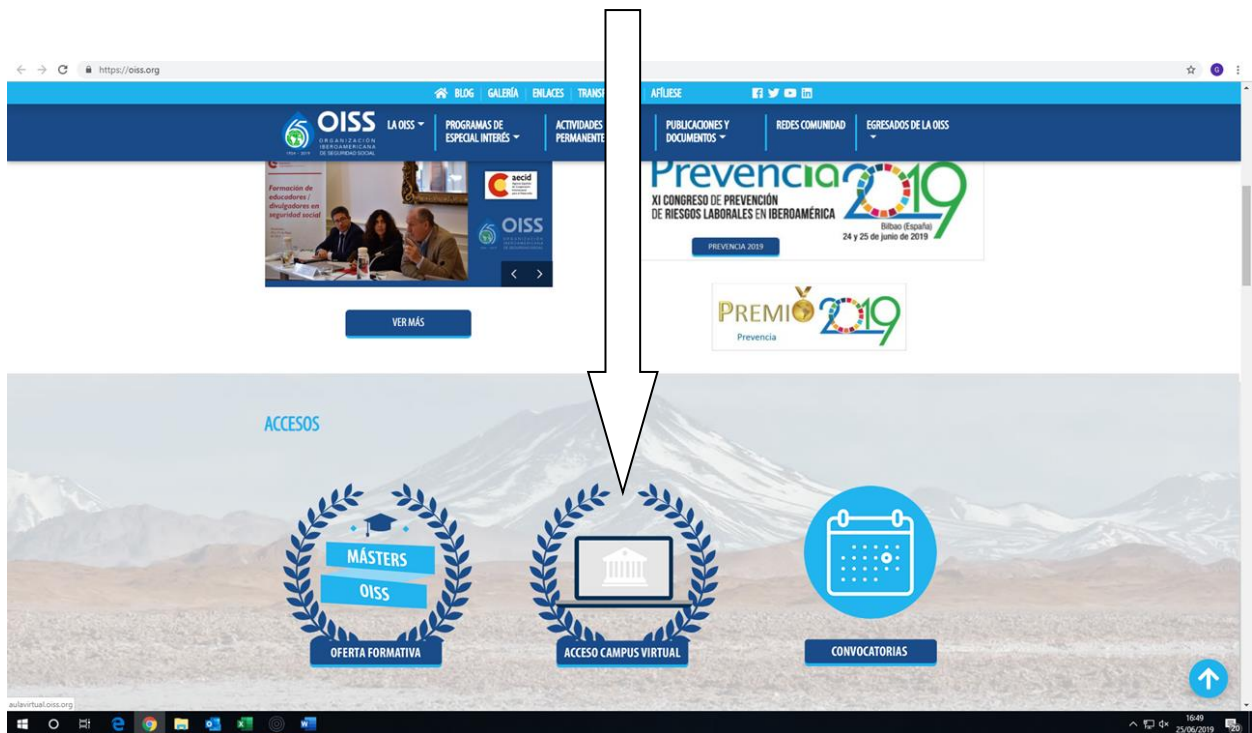 https://oiss.org
G
BLOG GALERÍA ENLACES TRANSP AFÍLIESE
OISS
ORGANIZACIÓN
IBEROAMERICANA
DE SEGURIDAD SOCIAL
LA OISS
PROGRAMAS DE
ESPECIAL INTERÉS
ACTIVIDADES
PERMANENTE
PUBLICACIONES Y
DOCUMENTOS
REDES COMUNIDAD
EGRESADOS DE LA OISS
Formación de
educadores /
divulgadores en
seguridad social
aecid
OISS
Prevencia2019
XI CONGRESO DE PREVENCIÓN
DE RIESGOS LABORALES EN IBEROAMÉRICA
Bilbao (España)
24 y 25 de junio de 2019
PREVENCIA 2019
VER MÁS
PREMIO 2019
Prevencia
ACCESOS
MÁSTERS
OISS
OFERTA FORMATIVA
ACCESO CAMPUS VIRTUAL
CONVOCATORIAS
aulavirtual.oiss.org
16:49
25/06/2019
20